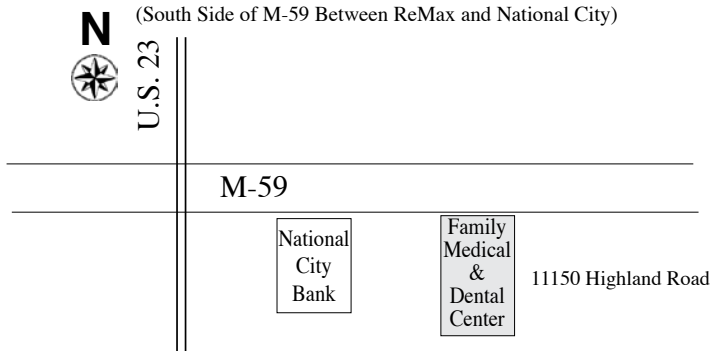 (South Side of M-59 Between ReMax and National City)
N
U.S. 23
M-59
National
City
Bank
Family
Medical
&
Dental
Center
11150 Highland Road